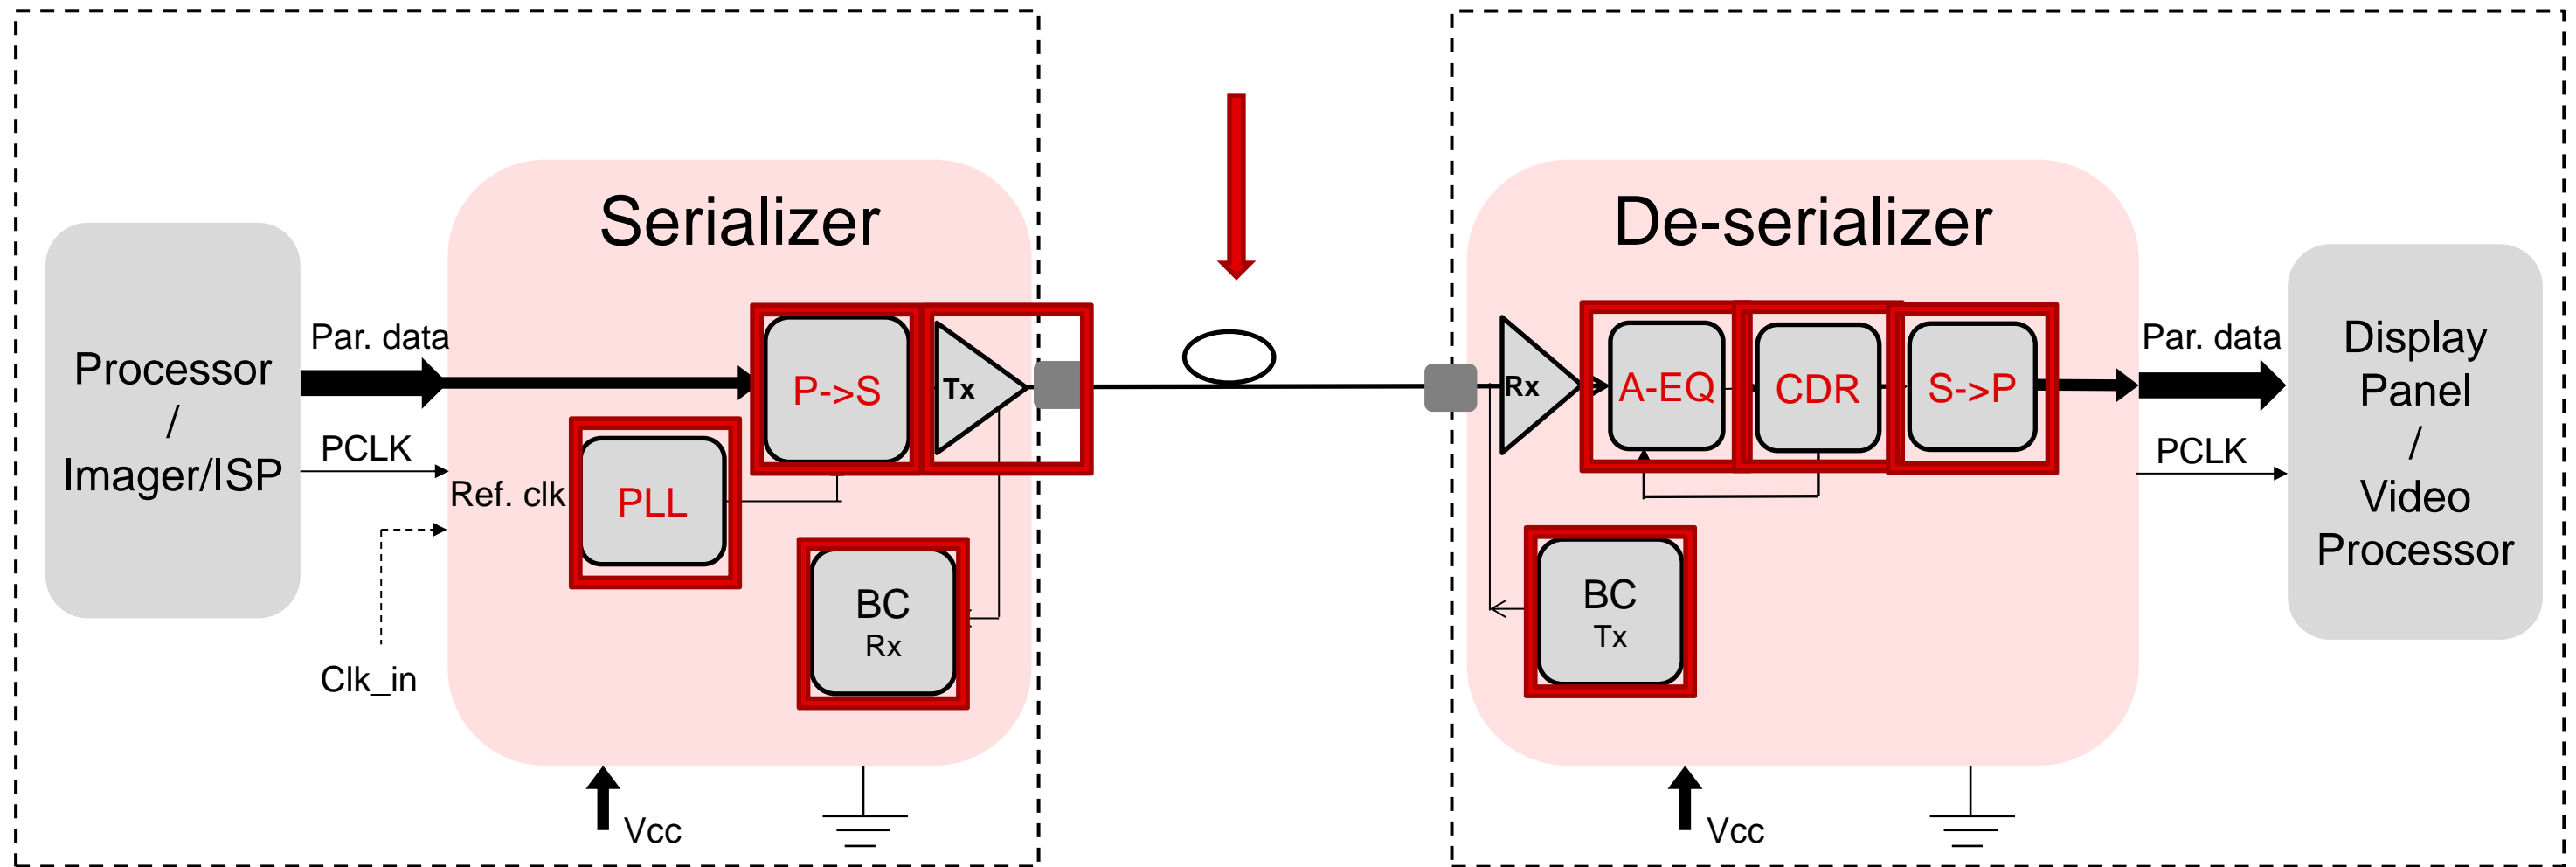 Serializer
De-serializer
Processor
/
Imager/ISP
Par. data
PCLK
Ref. clk
Clk_in
P->S
Tx
PLL
BC
Rx
Vcc
Rx
A-EQ
CDR
S->P
BC
Tx
Vcc
Par. data
PCLK
Display
Panel
/
Video
Processor